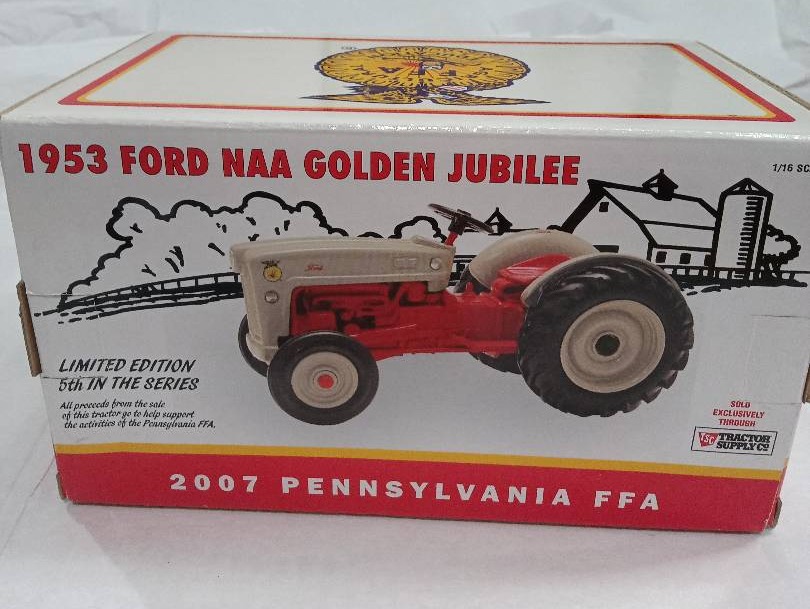 1953 FORD NAA GOLDEN JUBILEE
1/16 SC
Ford
LIMITED EDITION
5th IN THE SERIES
All proceeds from the sale
of this tractor go to help support
the activities of the Pennsylvania FFA.
SOLD
EXCLUSIVELY
THROUGH
TSC TRACTOR
SUPPLY CO
2007 PENNSYLVANIA FFA